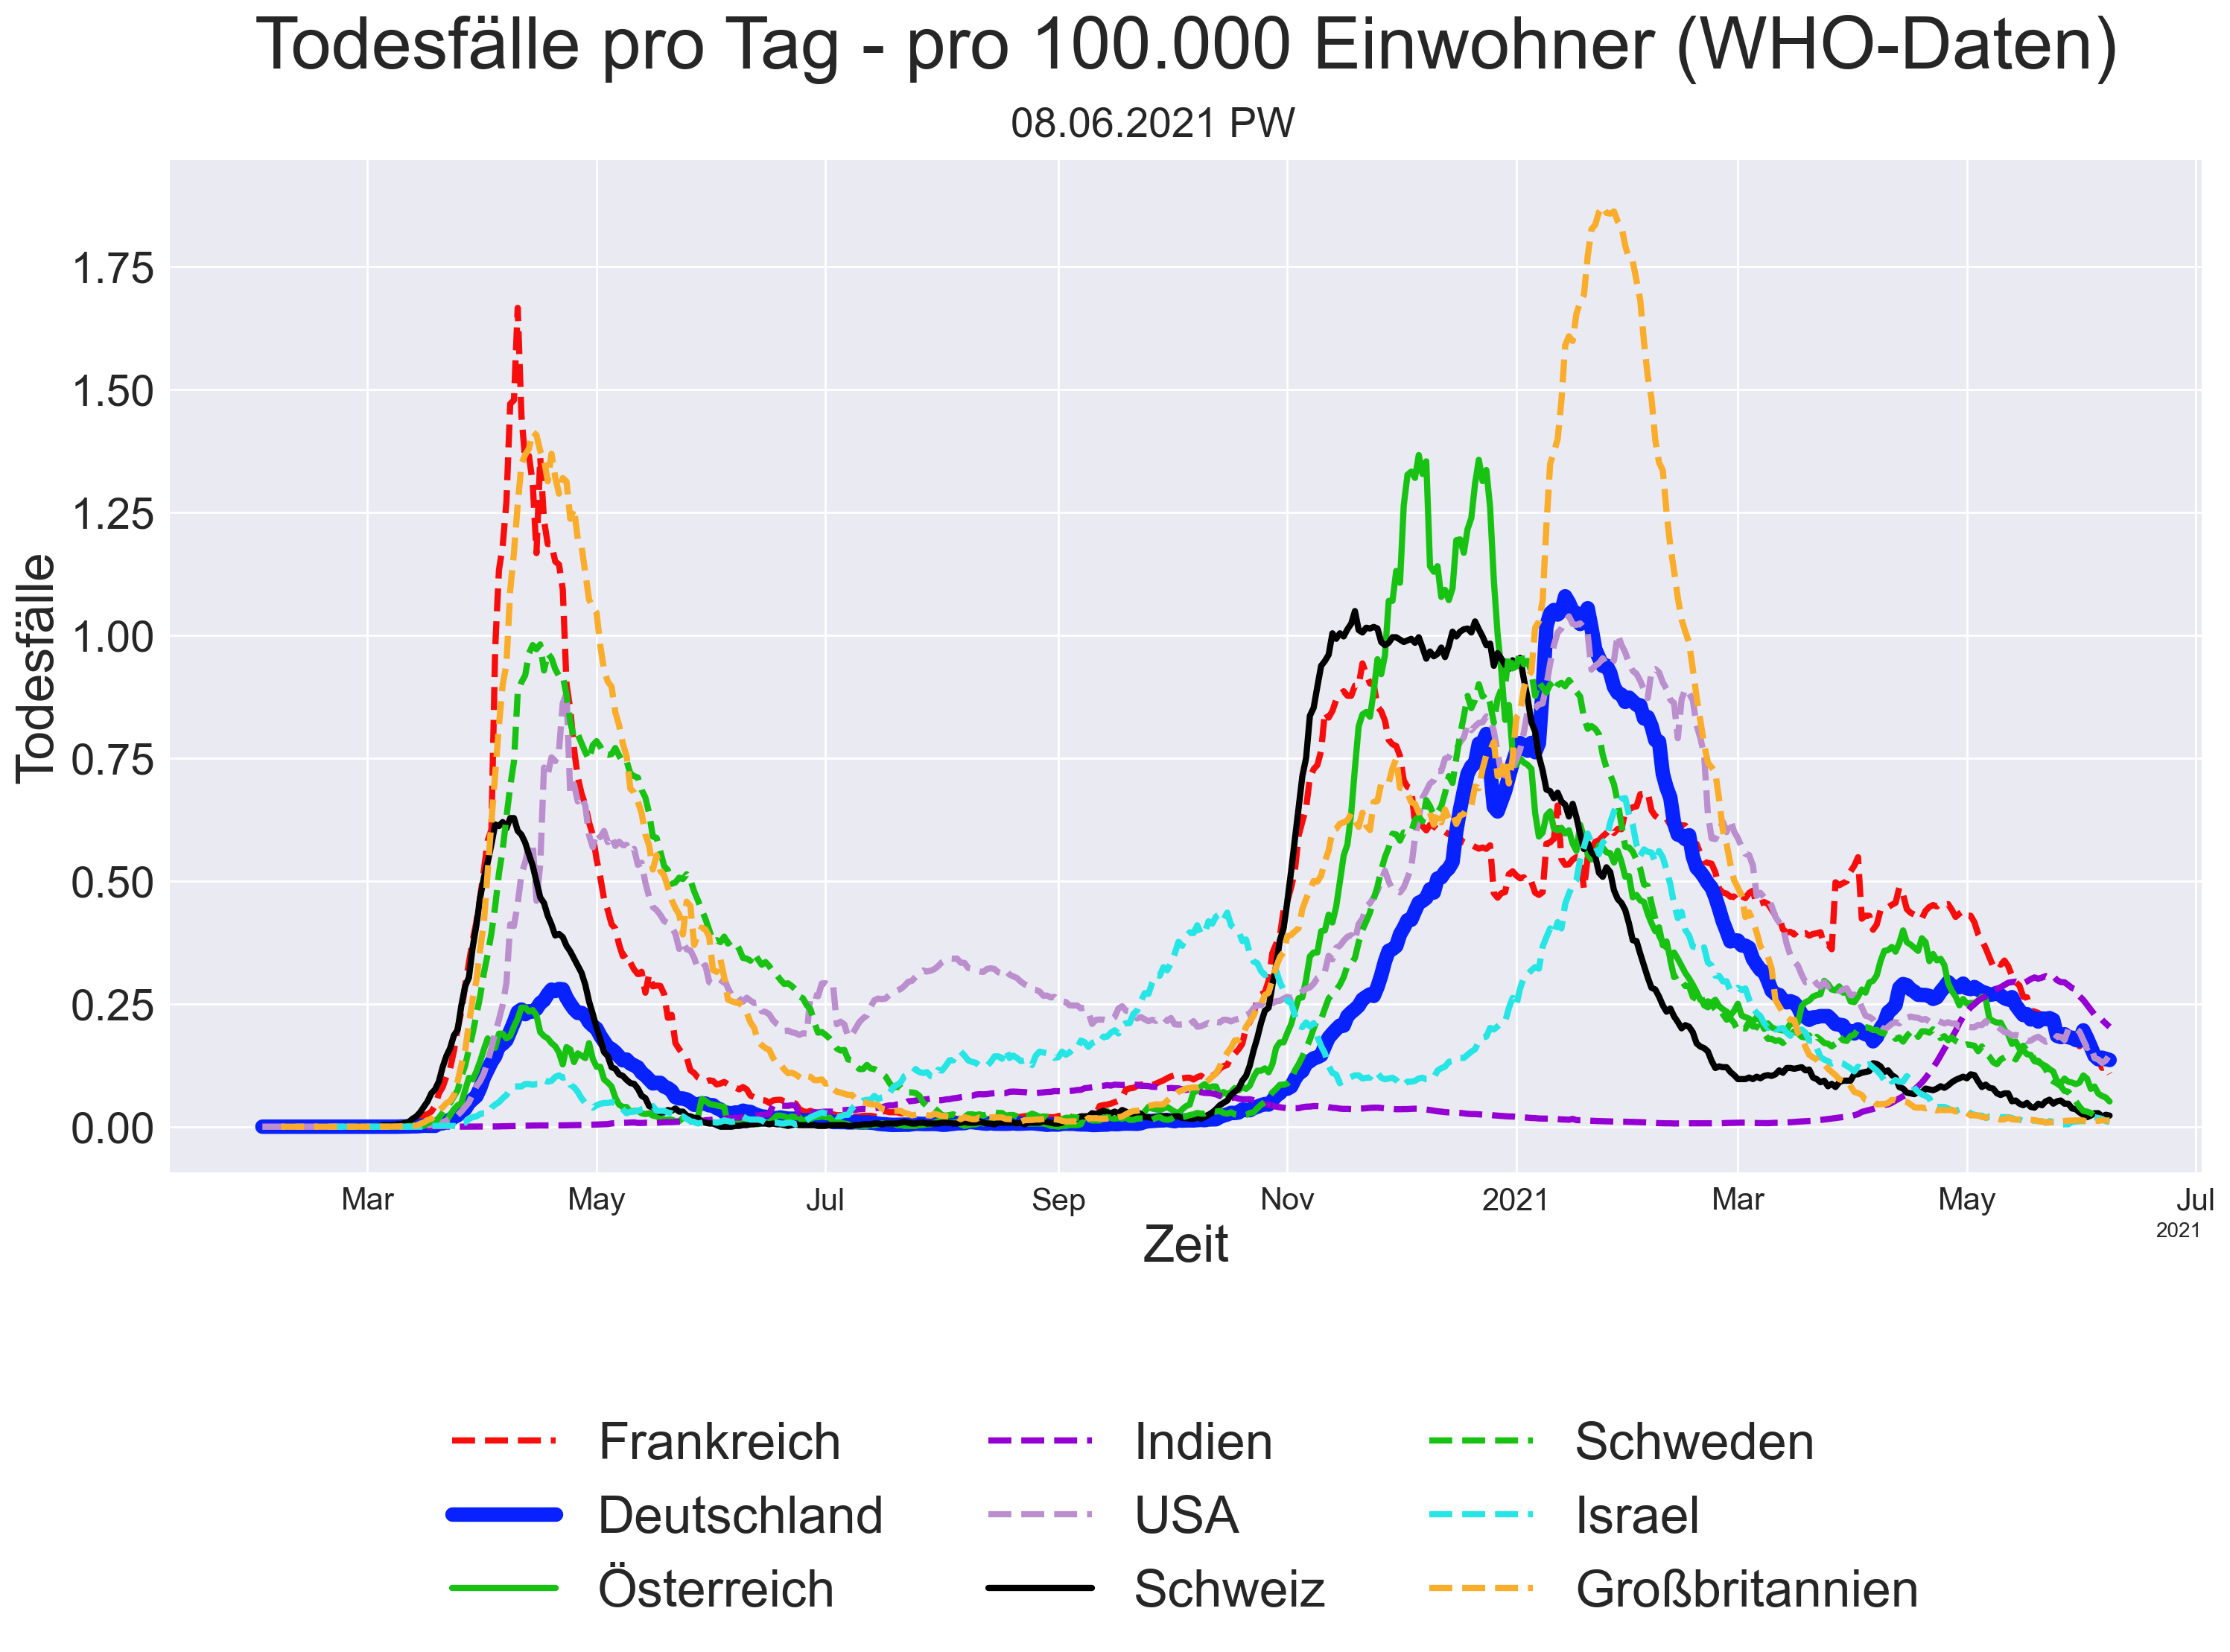 Todesfälle pro Tag - pro 100.000 Einwohner (WHO-Daten)
08.06.2021 PW
Todesfälle
1.75
1.50
1.25
1.00
0.75
0.50
0.25
0.00
Mar May Jul Sep Nov 2021 Mar May Jul
2021
Zeit
Frankreich Indien Schweden
Deutschland USA Israel
Österreich Schweiz Großbritannien